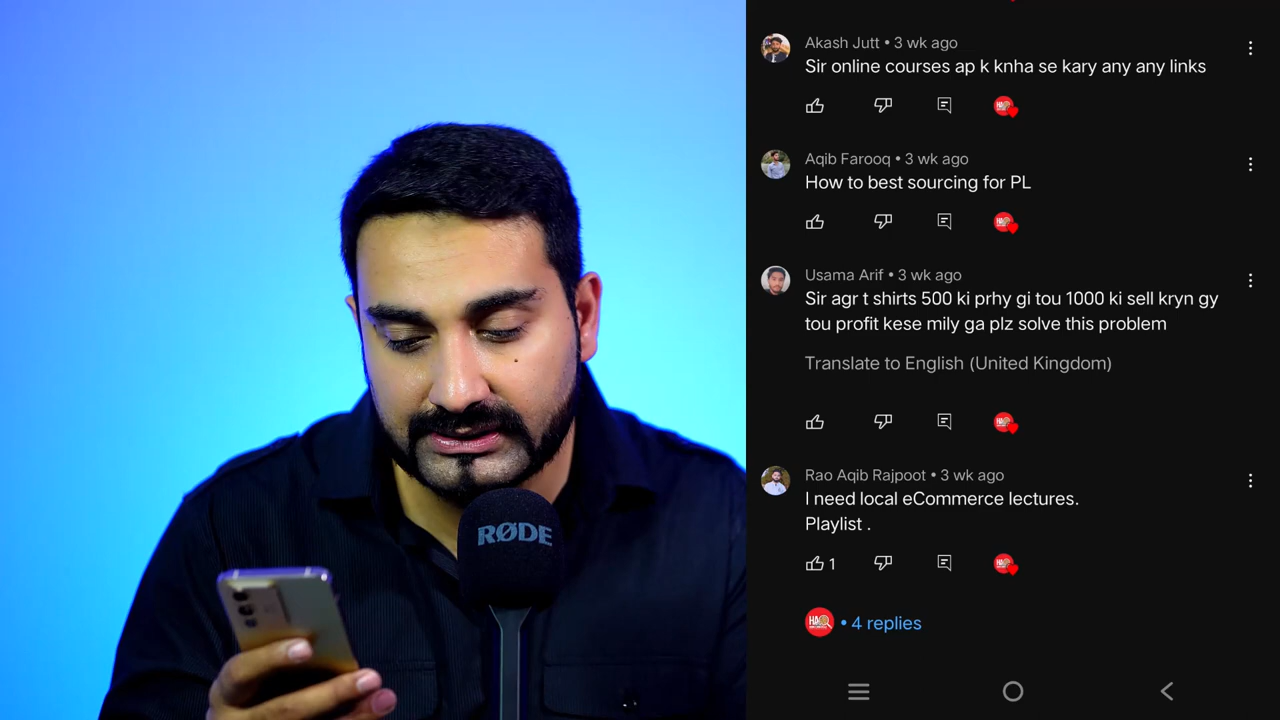 RØDE
Akash Jutt • 3 wk ago
Sir online courses ap k knha se kary any any links
Aqib Farooq • 3 wk ago
How to best sourcing for PL
Usama Arif • 3 wk ago
Sir agr t shirts 500 ki prhy gi tou 1000 ki sell kryn gy
tou profit kese mily ga plz solve this problem
Translate to English (United Kingdom)
Rao Aqib Rajpoot • 3 wk ago
I need local eCommerce lectures.
Playlist .
1
• 4 replies